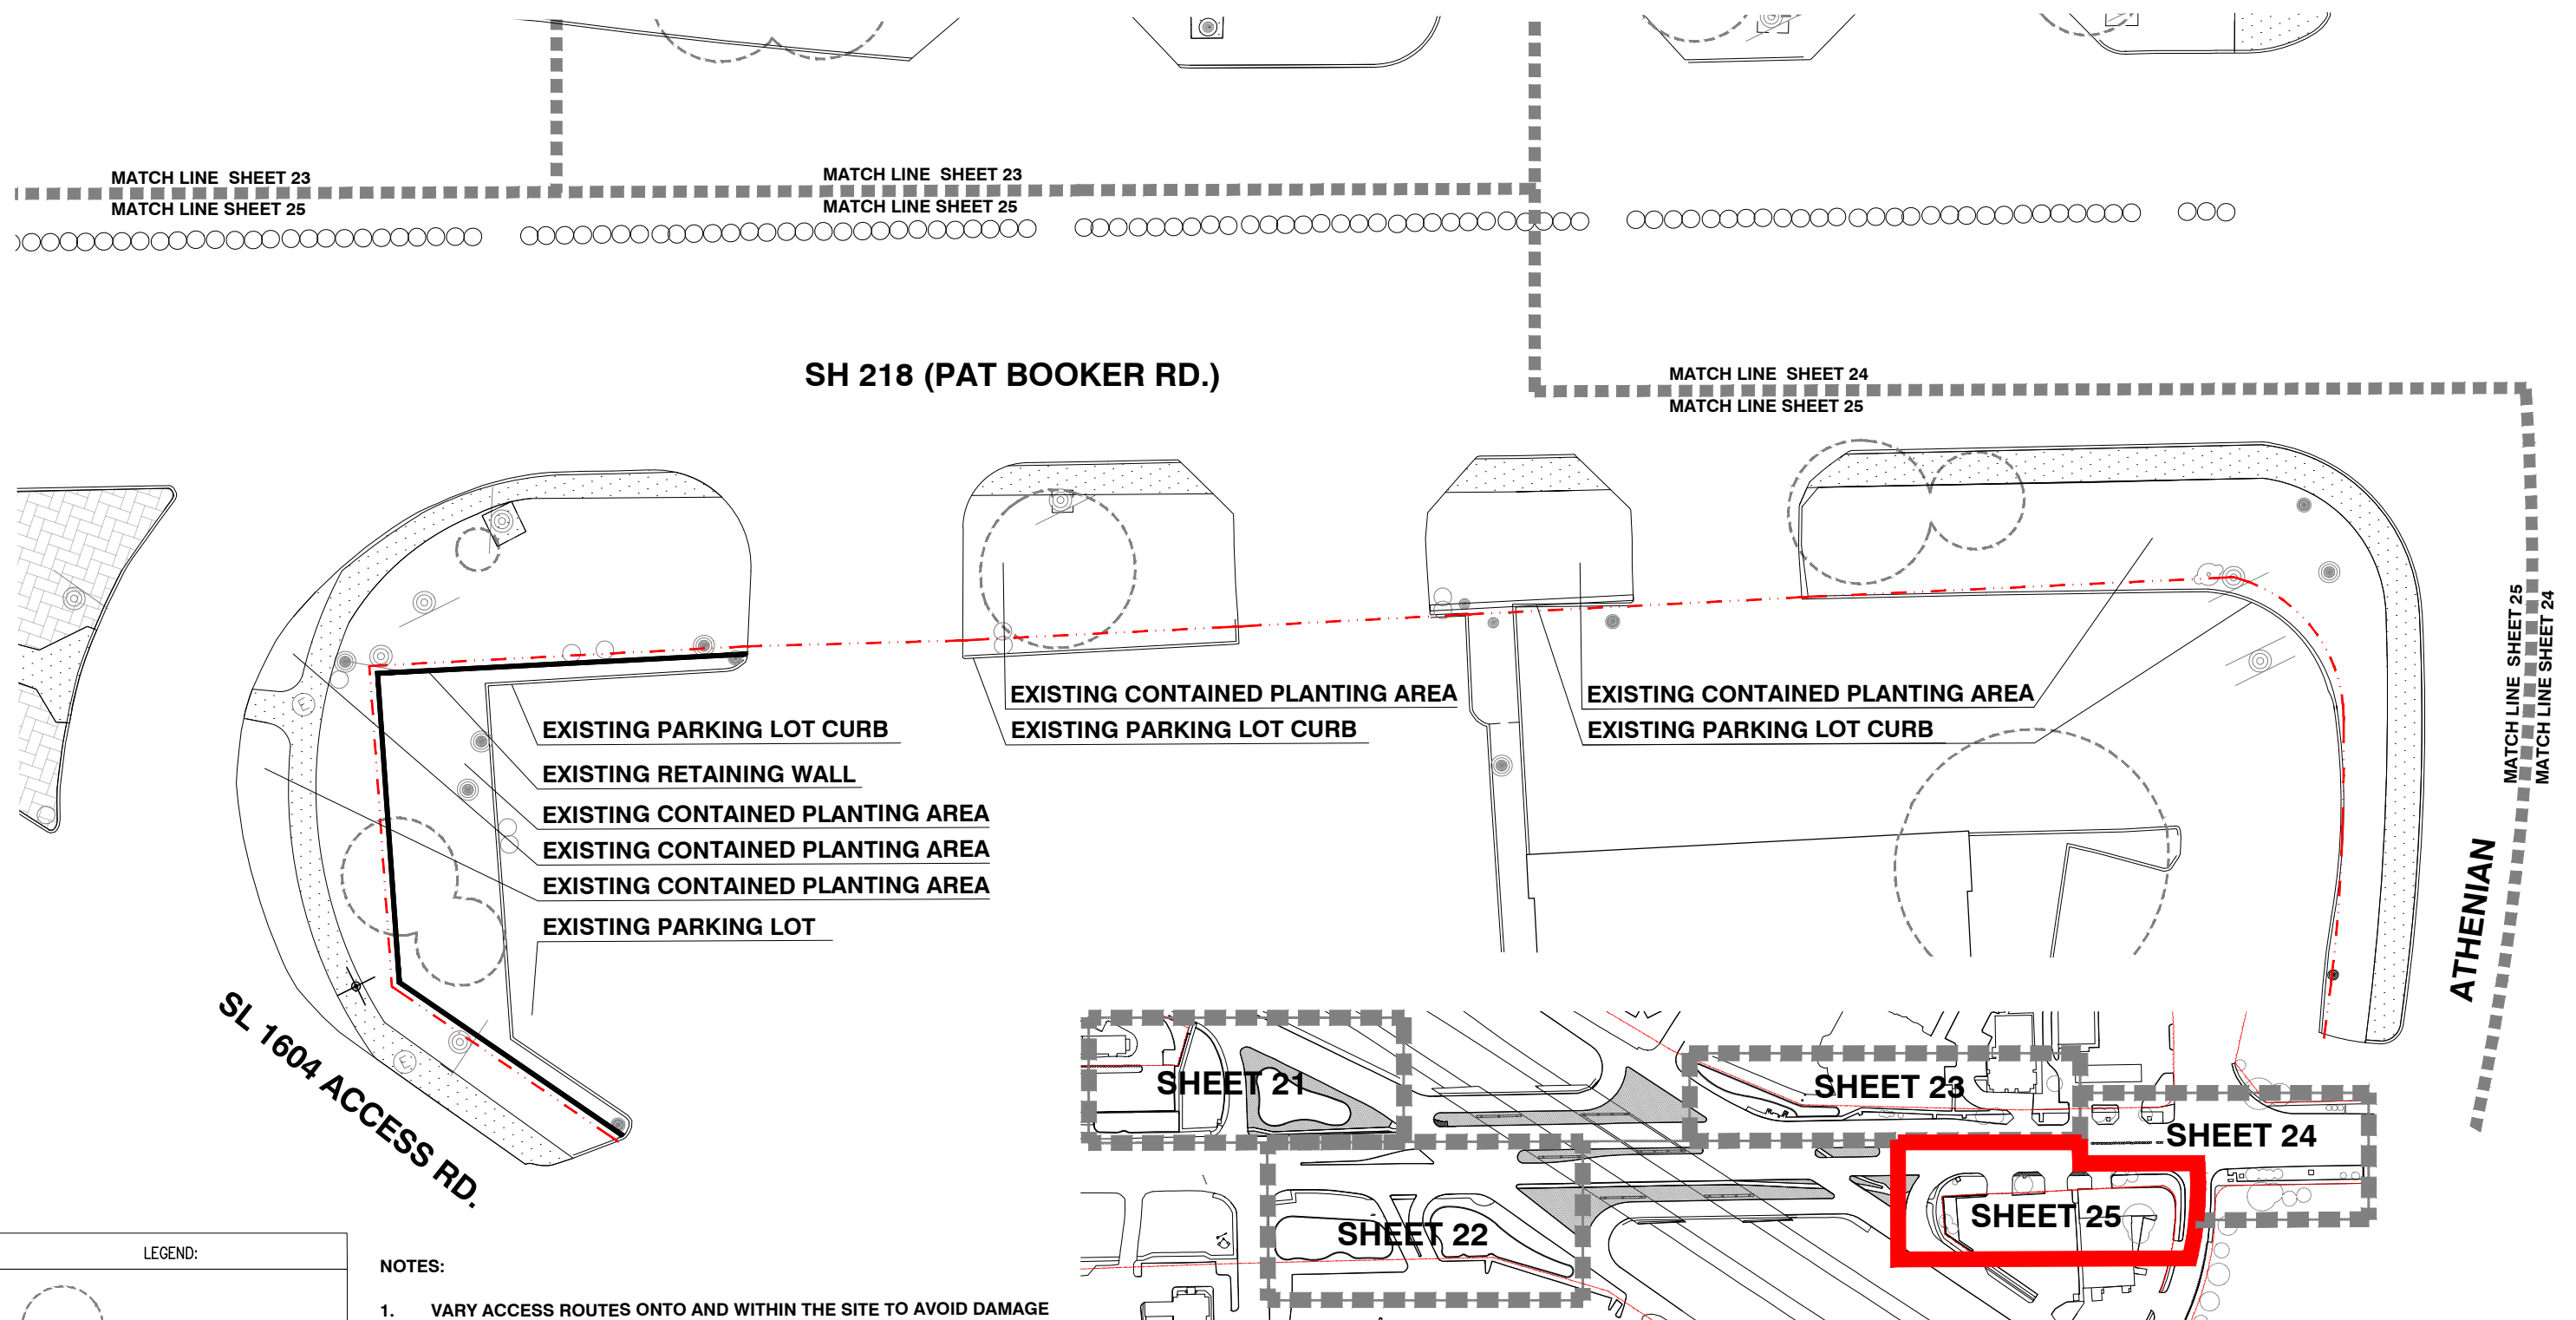 MATCH LINE  SHEET 23
MATCH LINE SHEET 25
MATCH LINE  SHEET 23
MATCH LINE SHEET 25
SH 218 (PAT BOOKER RD.)
MATCH LINE  SHEET 24
MATCH LINE SHEET 25
MATCH LINE  SHEET 25
MATCH LINE SHEET 24
EXISTING CONTAINED PLANTING AREA
EXISTING PARKING LOT CURB
EXISTING CONTAINED PLANTING AREA
EXISTING PARKING LOT CURB
E
EXISTING PARKING LOT CURB
EXISTING RETAINING WALL
EXISTING CONTAINED PLANTING AREA
EXISTING CONTAINED PLANTING AREA
EXISTING CONTAINED PLANTING AREA
EXISTING PARKING LOT
ATHENIAN
E
SL 1604 ACCESS RD.
SHEET 21
SHEET 23
SHEET 24
SHEET 22
SHEET 25
LEGEND:
NOTES:
1. VARY ACCESS ROUTES ONTO AND WITHIN THE SITE TO AVOID DAMAGE